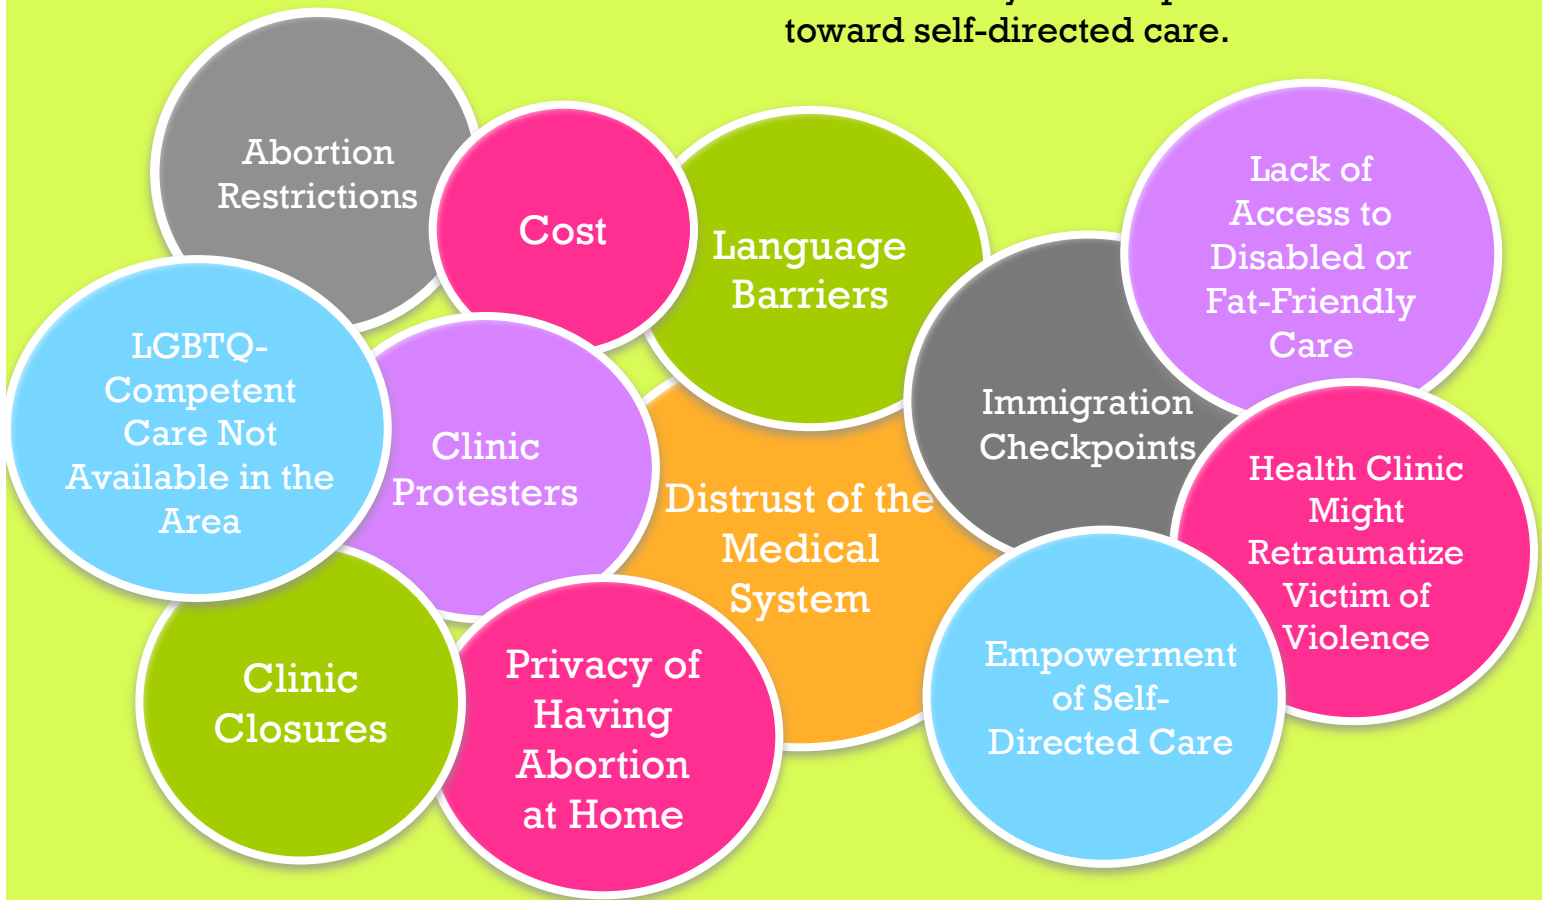 toward self-directed care.
Abortion
Restrictions
Cost
Language
Barriers
Lack of
Access to
Disabled or
Fat-Friendly
Care
LGBTQ-
Competent
Care Not
Available in the
Area
Clinic
Protesters
Distrust of the
Medical
System
Immigration
Checkpoints
Health Clinic
Might
Retraumatize
Victim of
Violence
Clinic
Closures
Privacy of
Having
Abortion
at Home
Empowerment
of Self-
Directed Care